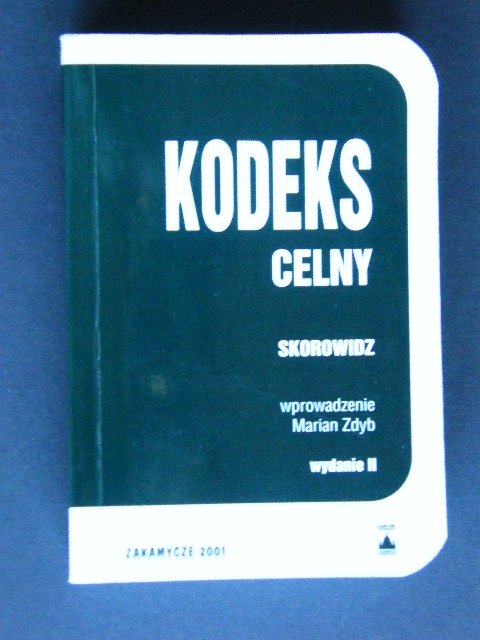 KODEKS
CELNY
SKOROWIDZ
wprowadzenie
Marian Zdyb
wydanie II
ZAKAMYCZE 2001